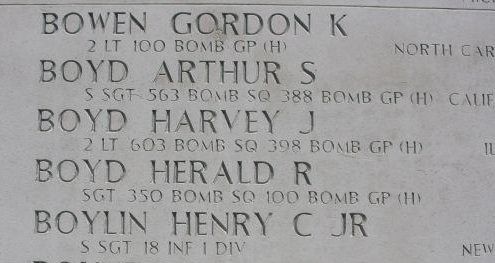 BOWEN GORDON K
2 LT 100 BOMB GP (H) NORTH CAR
BOYD ARTHUR S
S SGT 563 BOMB SQ 388 BOMB GP (H) CALIF
BOYD HARVEY J
2 LT 603 BOMB SQ 398 BOMB GP (H)
BOYD HERALD R
SGT 350 BOMB SQ 100 BOMB GP (H)
BOYLIN HENRY C JR
S SGT 18 INF 1 DIV NEW